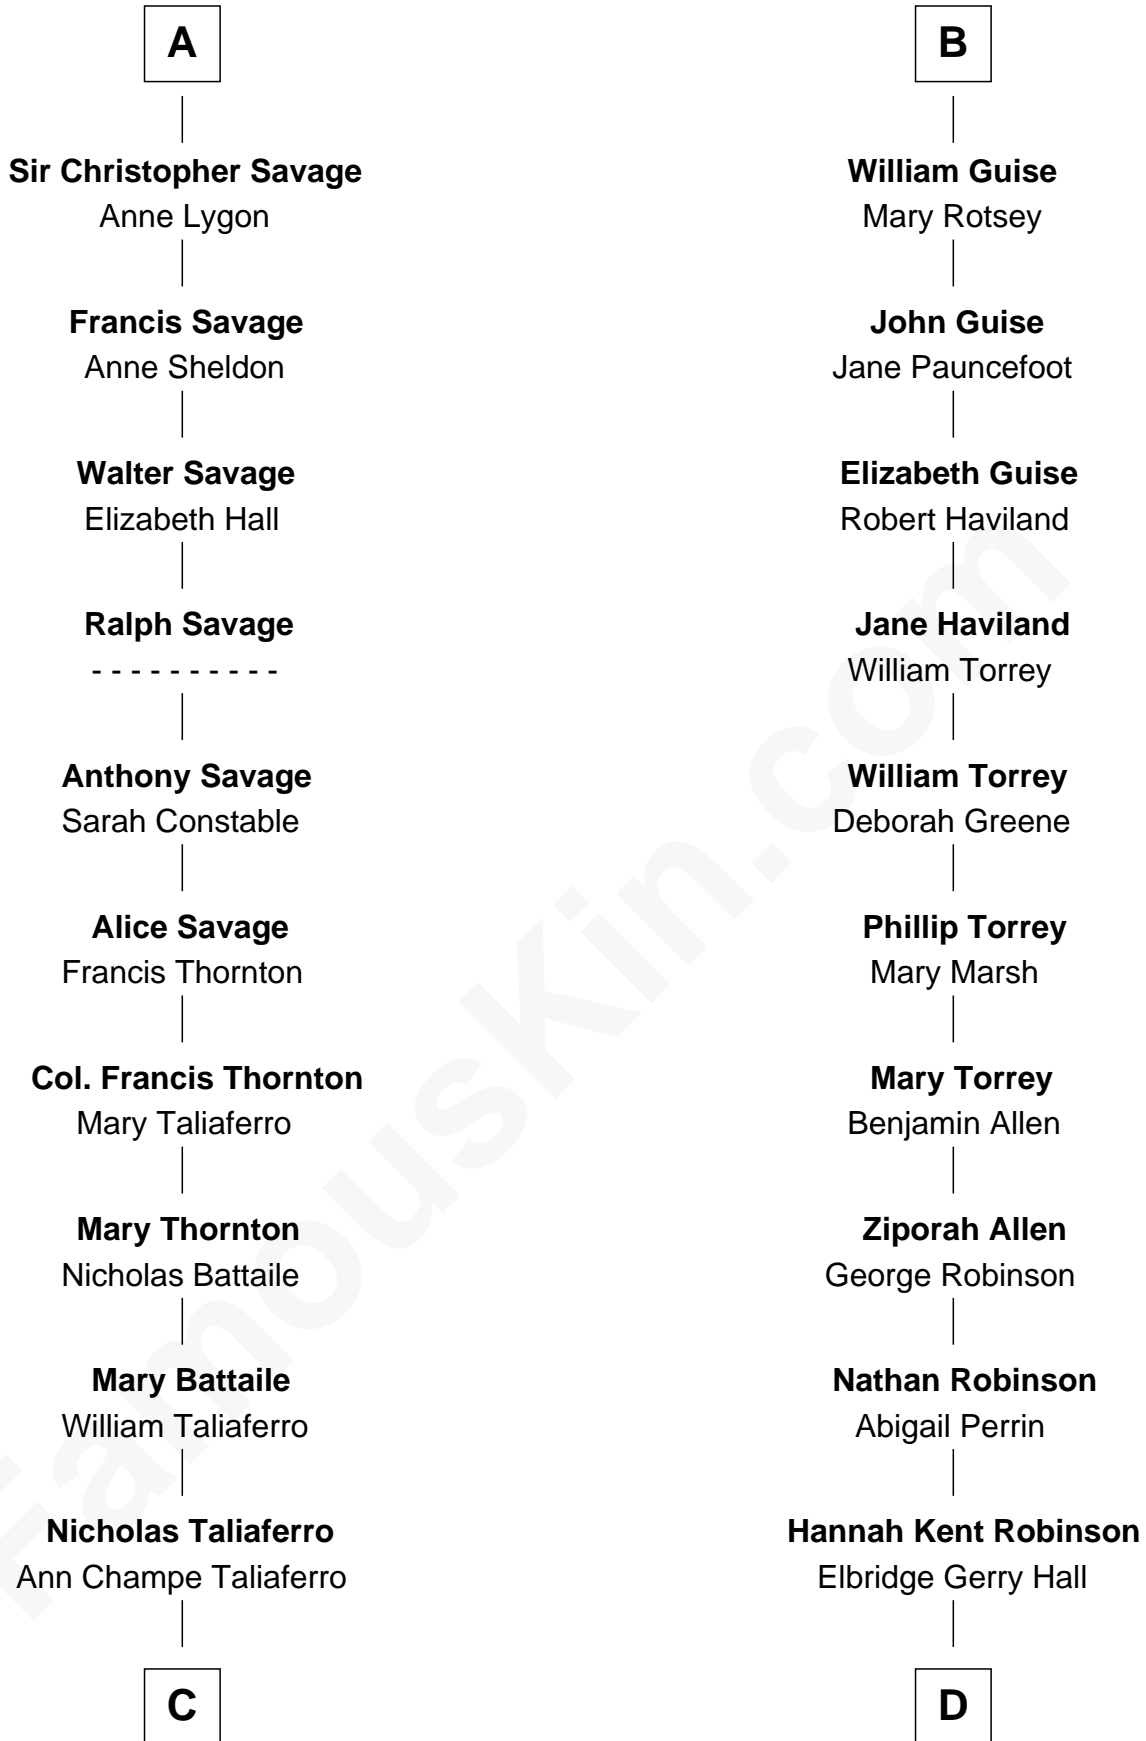 A
Sir Christopher Savage
Anne Lygon
Francis Savage
Anne Sheldon
Walter Savage
Elizabeth Hall
Ralph Savage
- - - - - - - - - -
Anthony Savage
Sarah Constable
Alice Savage
Francis Thornton
Col. Francis Thornton
Mary Taliaferro
Mary Thornton
Nicholas Battaile
Mary Battaile
William Taliaferro
Nicholas Taliaferro
Ann Champe Taliaferro
C
B
William Guise
Mary Rotsey
John Guise
Jane Pauncefoot
Elizabeth Guise
Robert Haviland
Jane Haviland
William Torrey
William Torrey
Deborah Greene
Phillip Torrey
Mary Marsh
Mary Torrey
Benjamin Allen
Ziporah Allen
George Robinson
Nathan Robinson
Abigail Perrin
Hannah Kent Robinson
Elbridge Gerry Hall
D
FamousKin.com